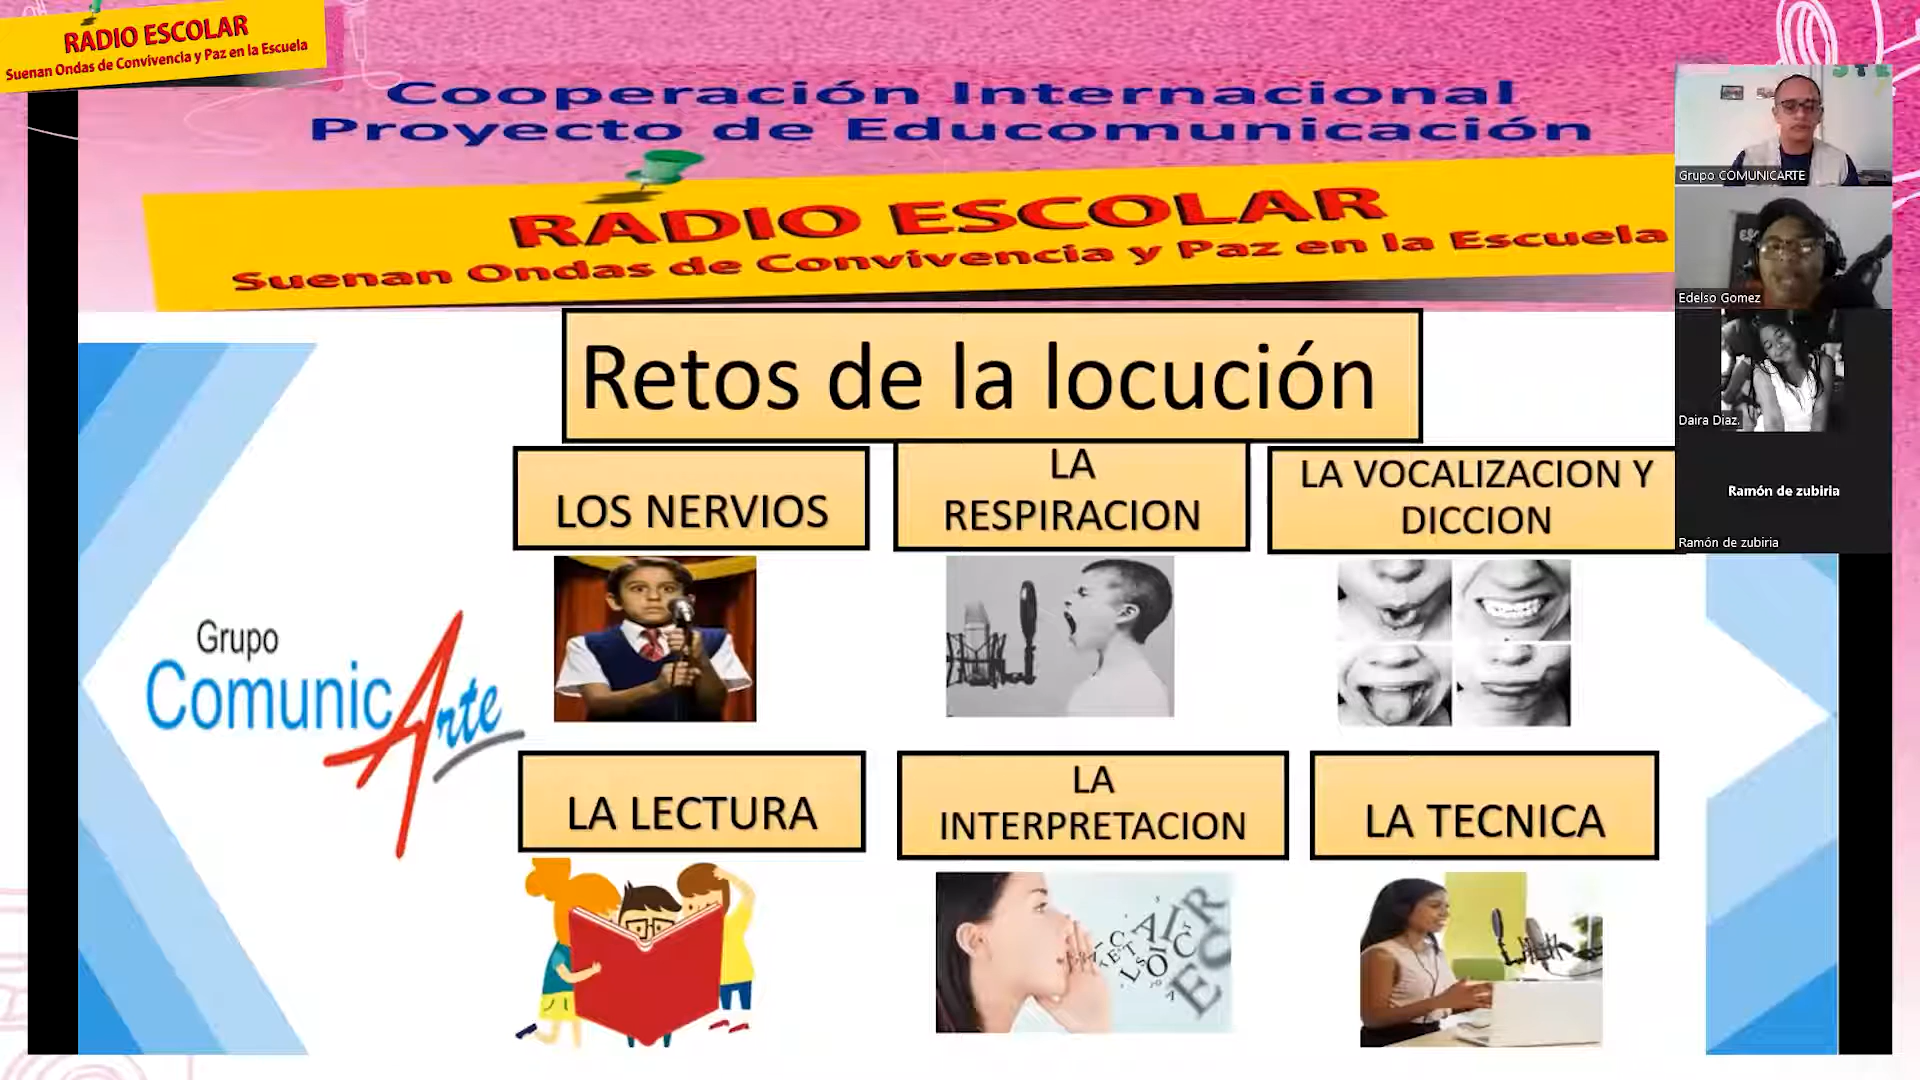 RADIO ESCOLAR
Suenan Ondas de Convivencia y Paz en la Escuela
Cooperación Internacional
Proyecto de Educomunicación
RADIO ESCOLAR
Suenan Ondas de Convivencia y Paz en la Escuela
Retos de la locución
LOS NERVIOS
LA
RESPIRACION
LA VOCALIZACION Y
DICCION
Grupo
ComunicArte
LA LECTURA
LA
INTERPRETACION
LA TECNICA
Grupo COMUNICARTE
Edelso Gomez
Daira Diaz.
Ramón de zubiria
Ramón de zubiria